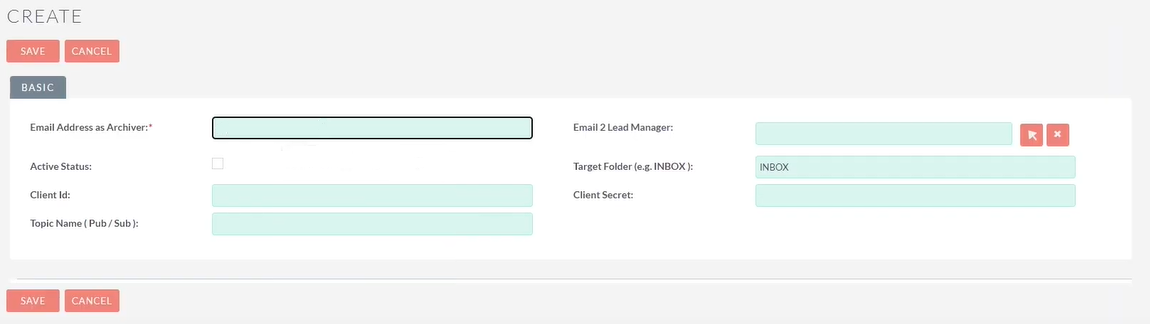 CREATE
SAVE CANCEL
BASIC
Email Address as Archiver:* Email 2 Lead Manager:
Active Status: Target Folder (e.g. INBOX ): INBOX
Client Id: Client Secret:
Topic Name ( Pub / Sub ):
SAVE CANCEL